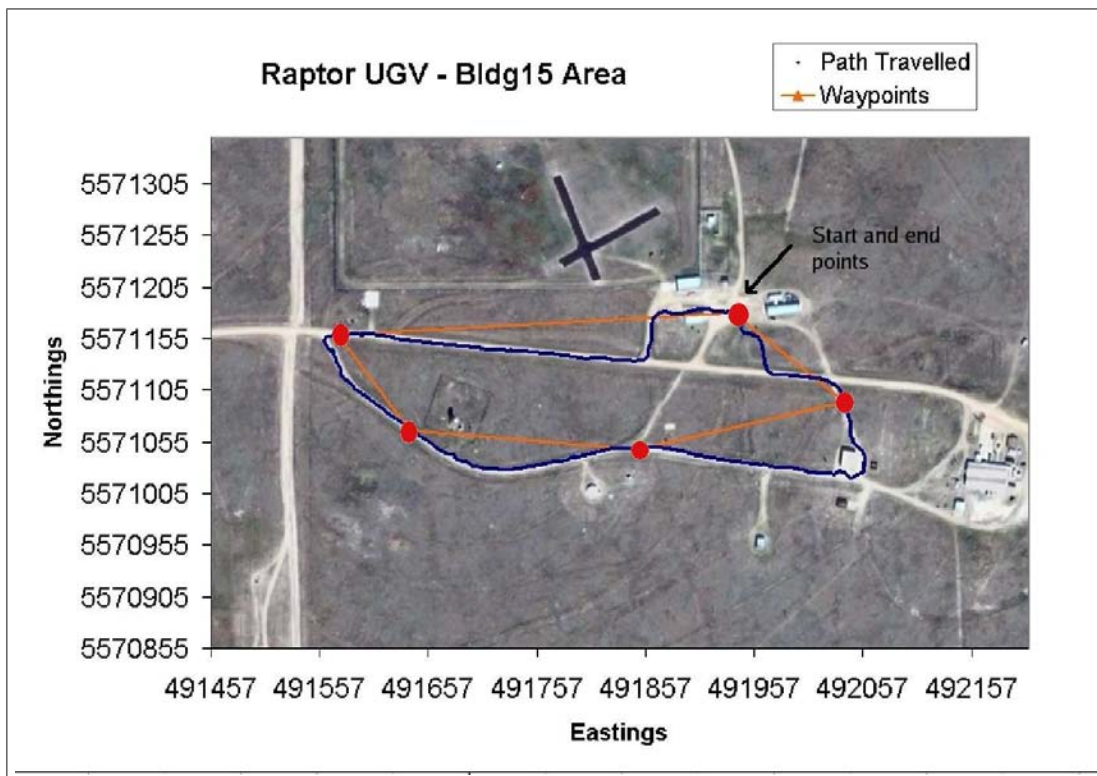 Raptor UGV - Bldg15 Area
Path Travelled
Waypoints
Start and end
points
Northings
5571305
5571255
5571205
5571155
5571105
5571055
5571005
5570955
5570905
5570855
491457 491557 491657 491757 491857 491957 492057 492157
Eastings